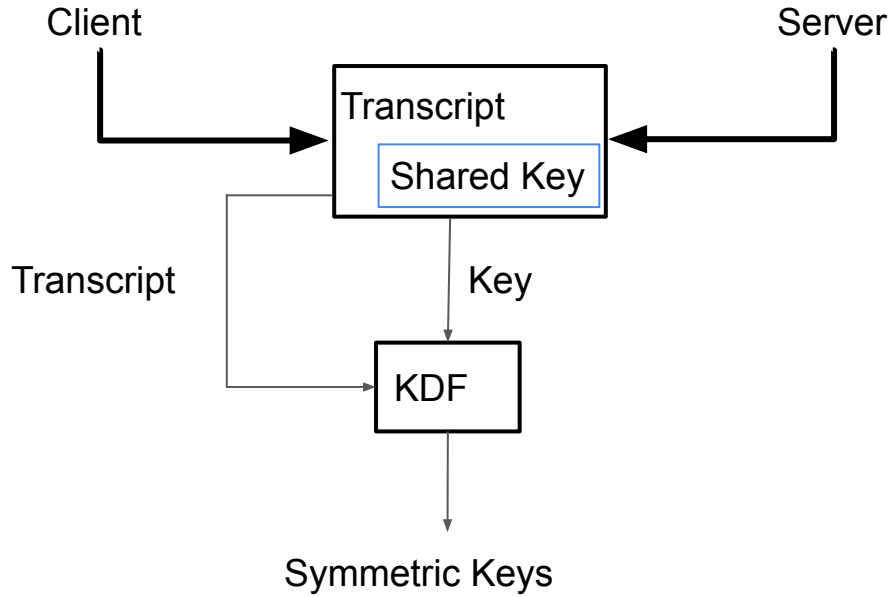 Client
Server
Transcript
Shared Key
Transcript
Key
KDF
Symmetric Keys